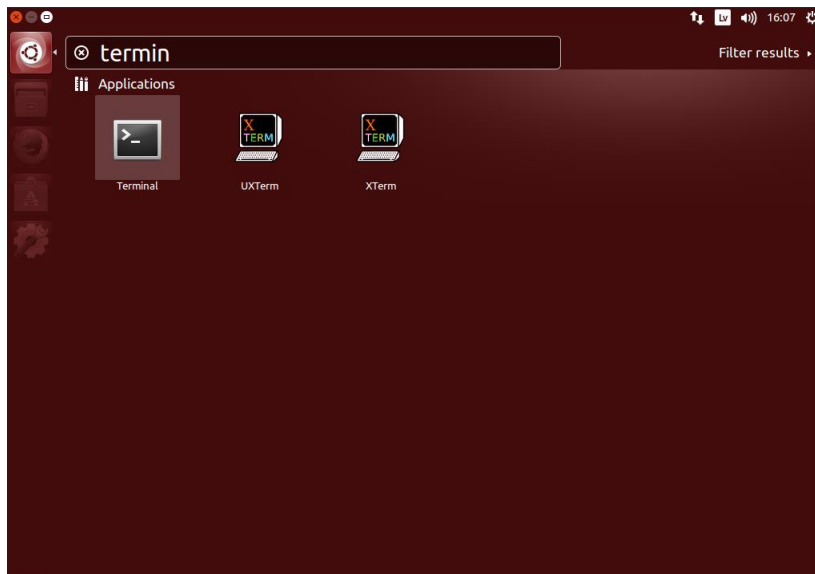 Lv 16:07
termin
Filter results
Applications
X TERM
X TERM
Terminal UXTerm XTerm